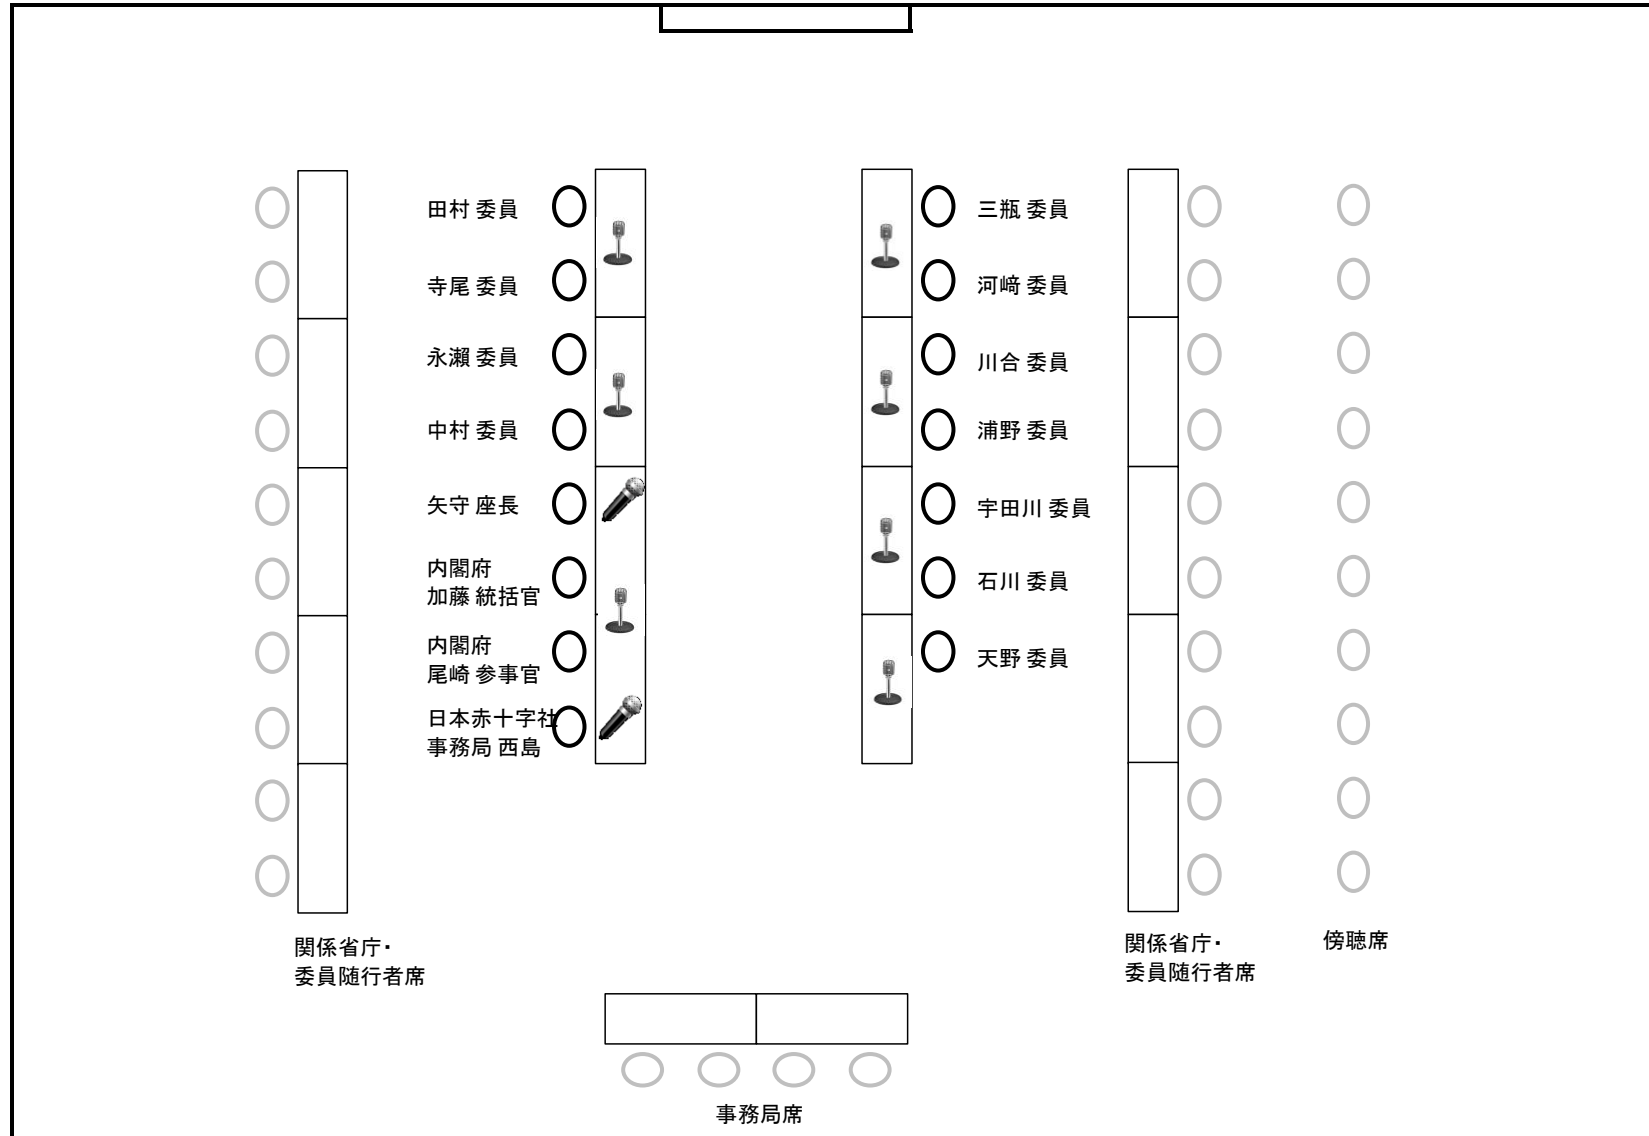 田村 委員
寺尾 委員
永瀨 委員
中村 委員
矢守 座長
内閣府
加藤 統括官
内閣府
尾崎 参事官
日本赤十字社
事務局 西島
三瓶 委員
河﨑 委員
川合 委員
浦野 委員
宇田川 委員
石川 委員
天野 委員
関係省庁・
委員随行者席
関係省庁・
委員随行者席
傍聴席
事務局席